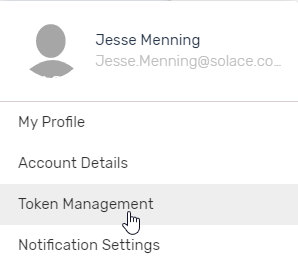 Jesse Menning
Jesse.Menning@solace.co...
My Profile
Account Details
Token Management
Notification Settings